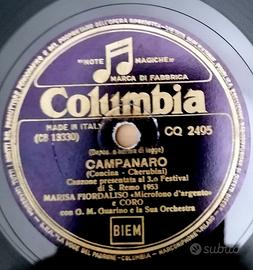 "NOTE MAGICHE"
MARCA DI FABBRICA
Columbia
MADE IN ITALY
(CB 13330)
CQ 2495
(Depos. a norma di legge)
CAMPANARO
(Concina - Cherubini)
Canzone presentata al 3.o Festival
di S. Remo 1953
MARISA FIORDALISO «Microfono d'argento»
e CORO
con O. M. Guarino e la Sua Orchestra
BIEM
subito